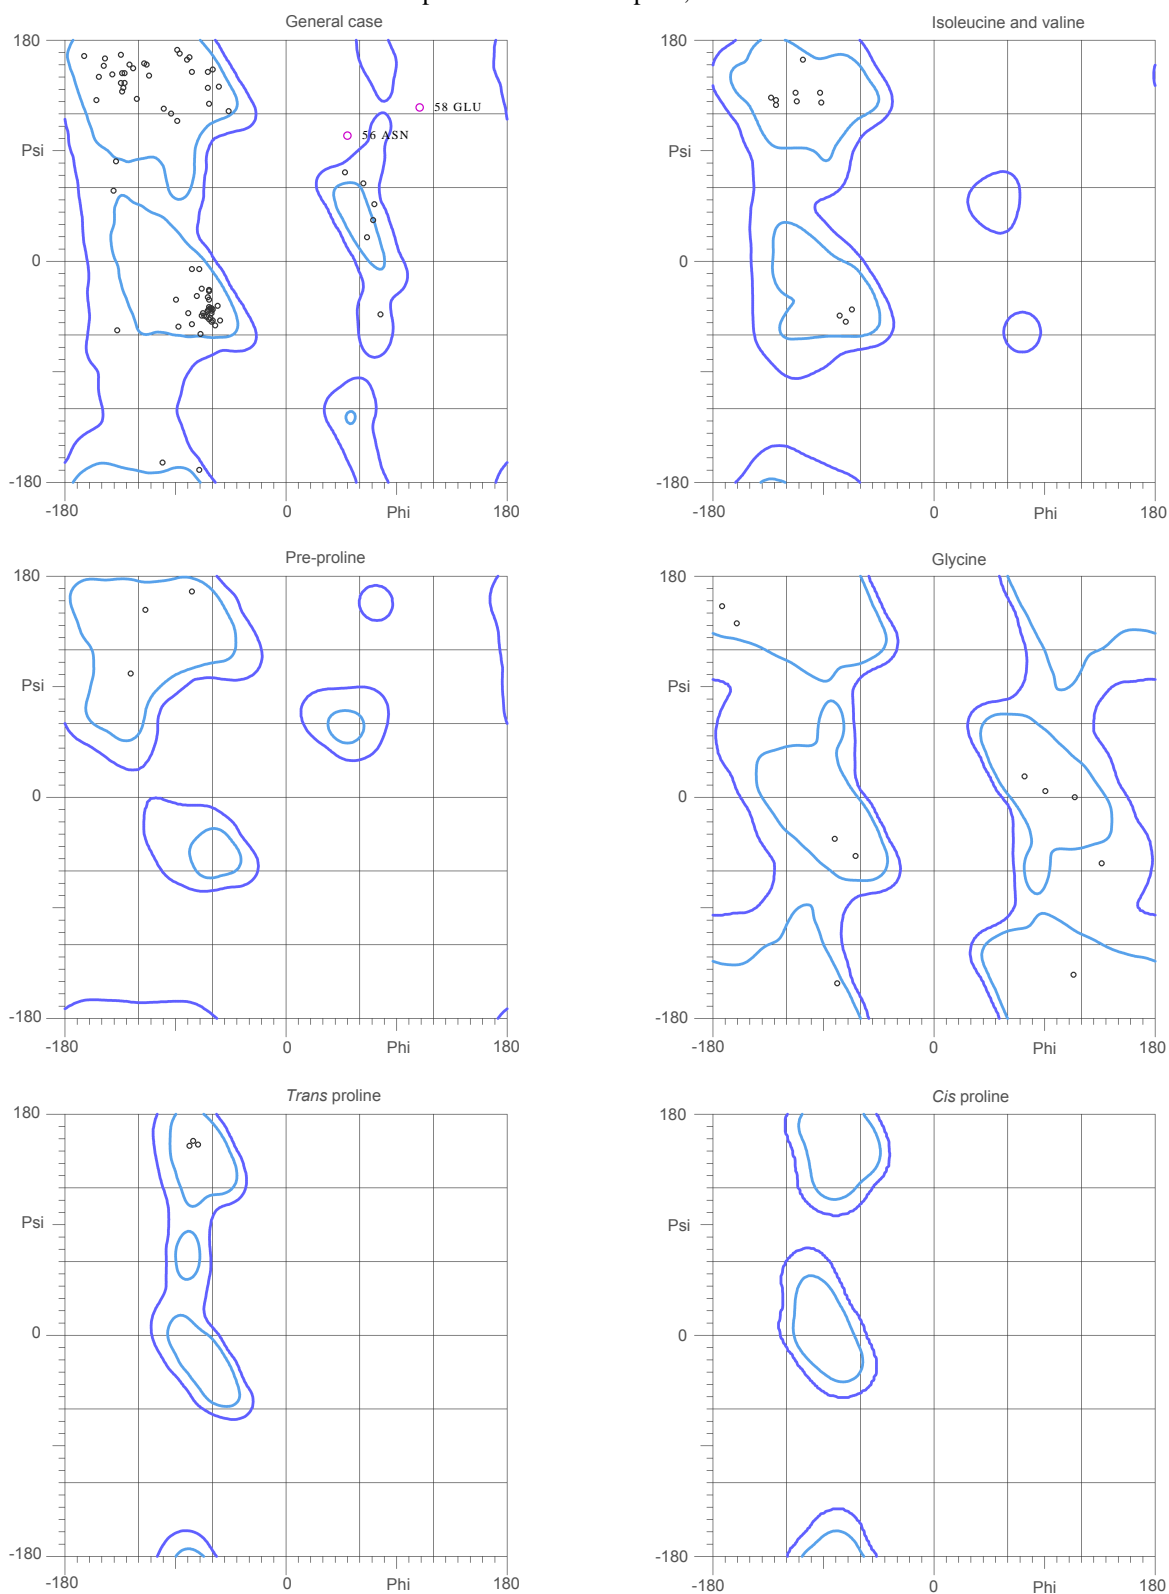 General case
180
Psi
0
-180
-180
0
Phi
180
58 GLU
56 ASN
Isoleucine and valine
180
Psi
0
-180
-180
0
Phi
180
Pre-proline
180
Psi
0
-180
-180
0
Phi
180
Glycine
180
Psi
0
-180
-180
0
Phi
180
Trans proline
180
Psi
0
-180
-180
0
Phi
180
Cis proline
180
Psi
0
-180
-180
0
Phi
180